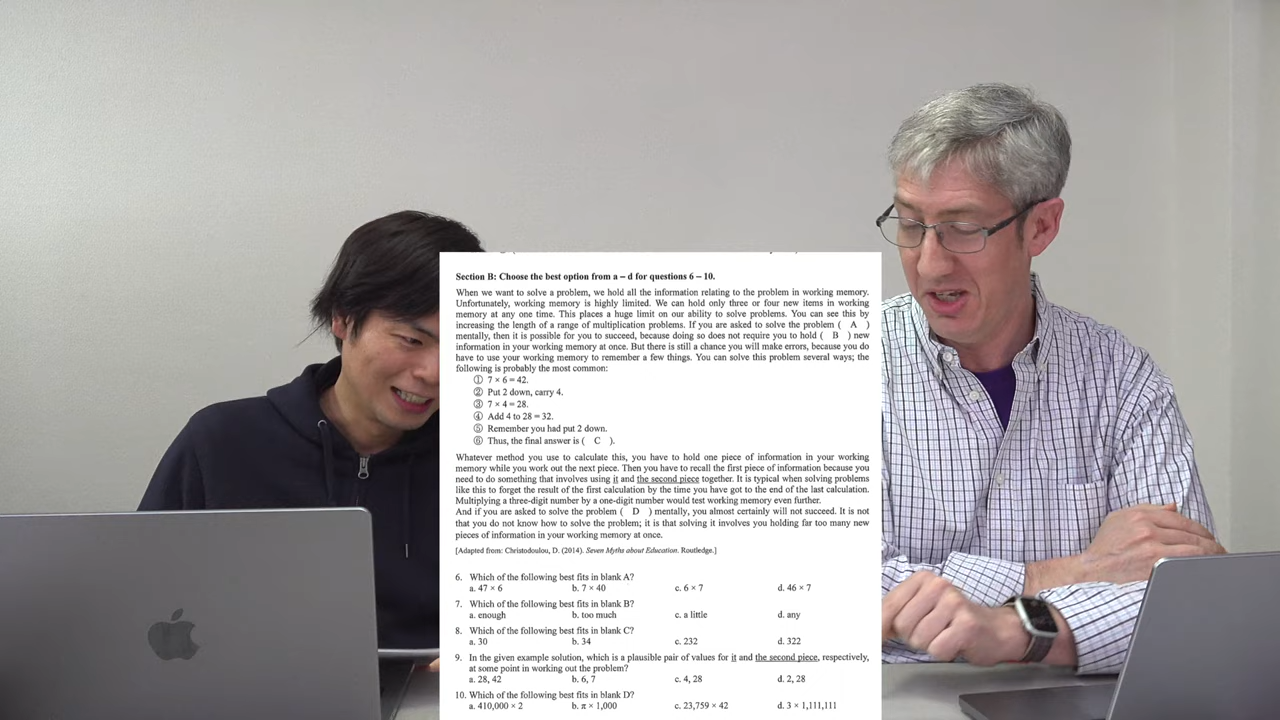 Section B: Choose the best option from a – d for questions 6 – 10.
When we want to solve a problem, we hold all the information relating to the problem in working memory.
Unfortunately, working memory is highly limited. We can hold only three or four new items in working
memory at any one time. This places a huge limit on our ability to solve problems. You can see this by
increasing the length of a range of multiplication problems. If you are asked to solve the problem ( A )
mentally, then it is possible for you to succeed, because doing so does not require you to hold ( B ) new
information in your working memory at once. But there is still a chance you will make errors, because you do
have to use your working memory to remember a few things. You can solve this problem several ways; the
following is probably the most common:
① 7 × 6 = 42.
② Put 2 down, carry 4.
③ 7 × 4 = 28.
④ Add 4 to 28 = 32.
⑤ Remember you had put 2 down.
⑥ Thus, the final answer is ( C ).
Whatever method you use to calculate this, you have to hold one piece of information in your working
memory while you work out the next piece. Then you have to recall the first piece of information because you
need to do something that involves using it and the second piece together. It is typical when solving problems
like this to forget the result of the first calculation by the time you have got to the end of the last calculation.
Multiplying a three-digit number by a one-digit number would test working memory even further.
And if you are asked to solve the problem ( D ) mentally, you almost certainly will not succeed. It is not
that you do not know how to solve the problem; it is that solving it involves you holding far too many new
pieces of information in your working memory at once.
[Adapted from: Christodoulou, D. (2014). Seven Myths about Education. Routledge.]
6. Which of the following best fits in blank A?
a. 47 × 6 b. 7 × 40 c. 6 × 7 d. 46 × 7
7. Which of the following best fits in blank B?
a. enough b. too much c. a little d. any
8. Which of the following best fits in blank C?
a. 30 b. 34 c. 232 d. 322
9. In the given example solution, which is a plausible pair of values for it and the second piece, respectively,
at some point in working out the problem?
a. 28, 42 b. 6, 7 c. 4, 28 d. 2, 28
10. Which of the following best fits in blank D?
a. 410,000 × 2 b. π × 1,000 c. 23,759 × 42 d. 3 × 1,111,111